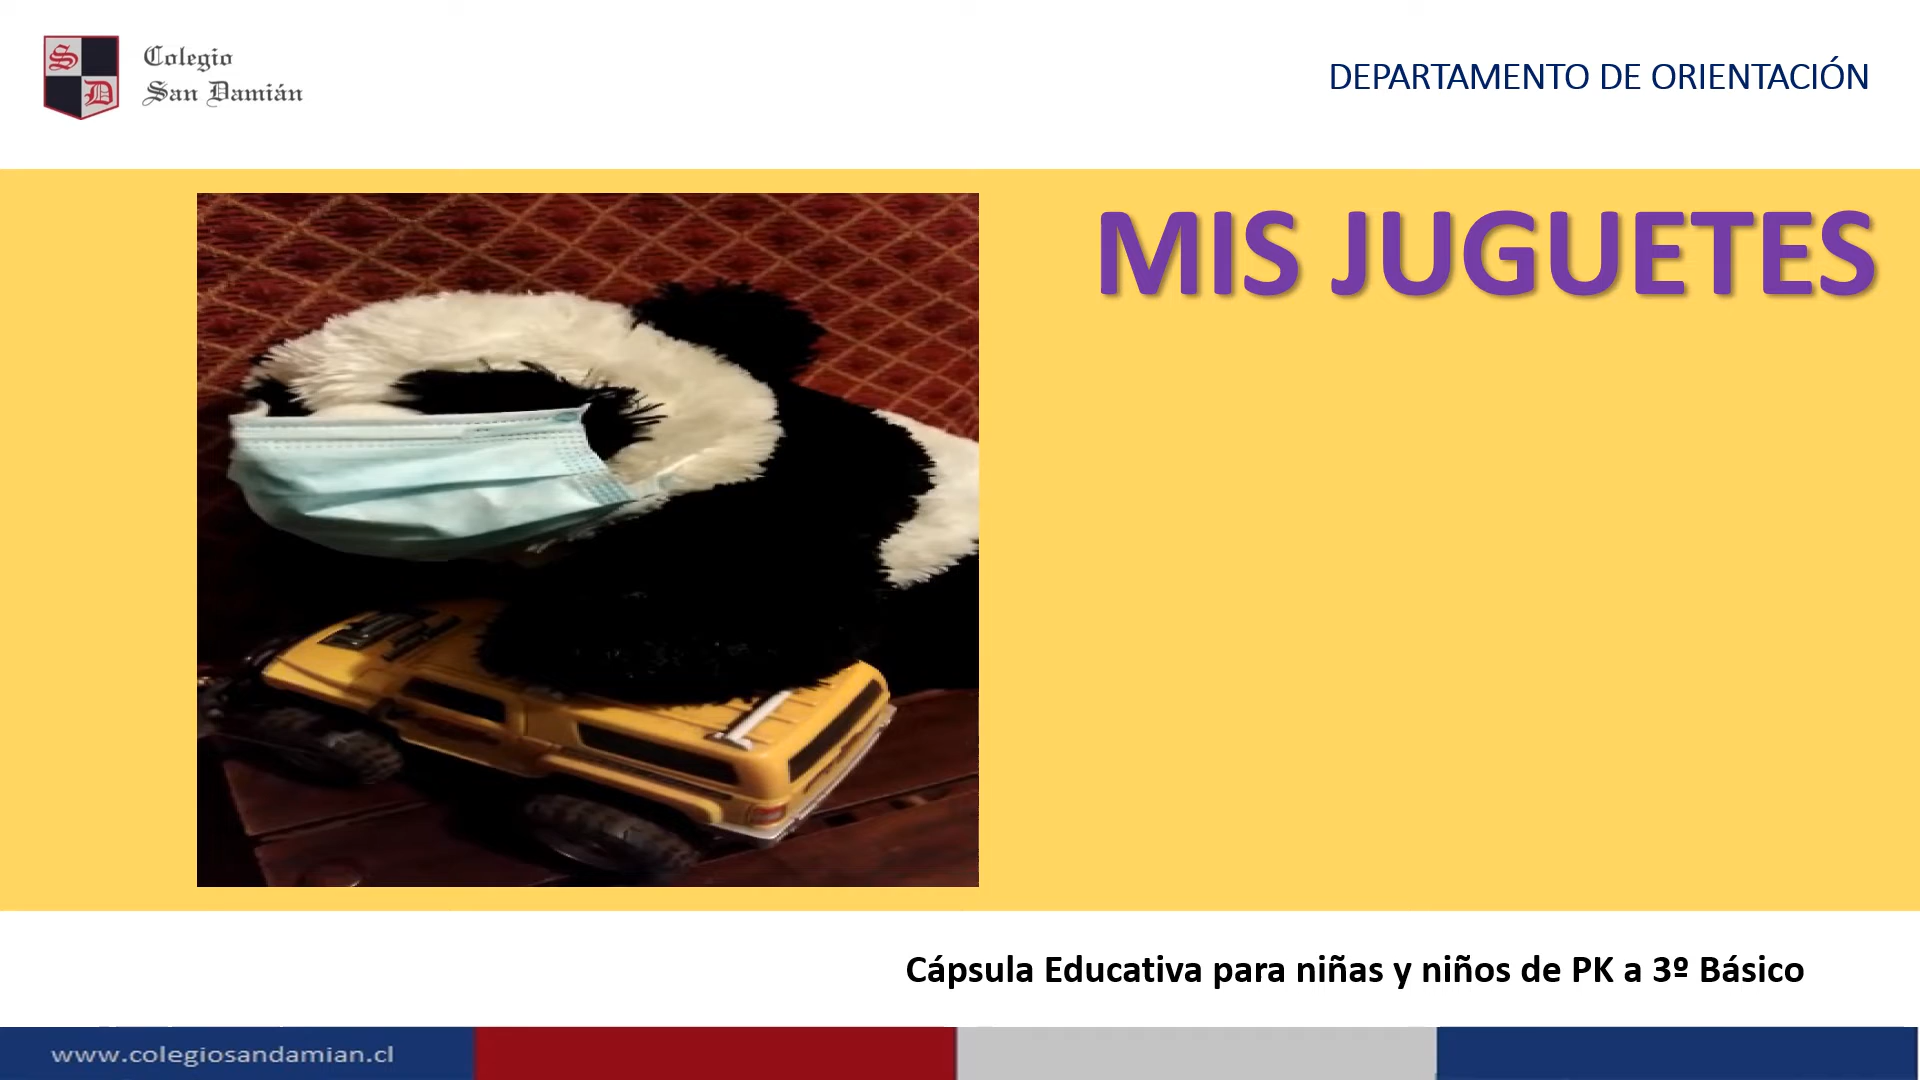 S
D
Colegio
San Damián
DEPARTAMENTO DE ORIENTACIÓN
MIS JUGUETES
Cápsula Educativa para niñas y niños de PK a 3º Básico
www.colegiosandamian.cl